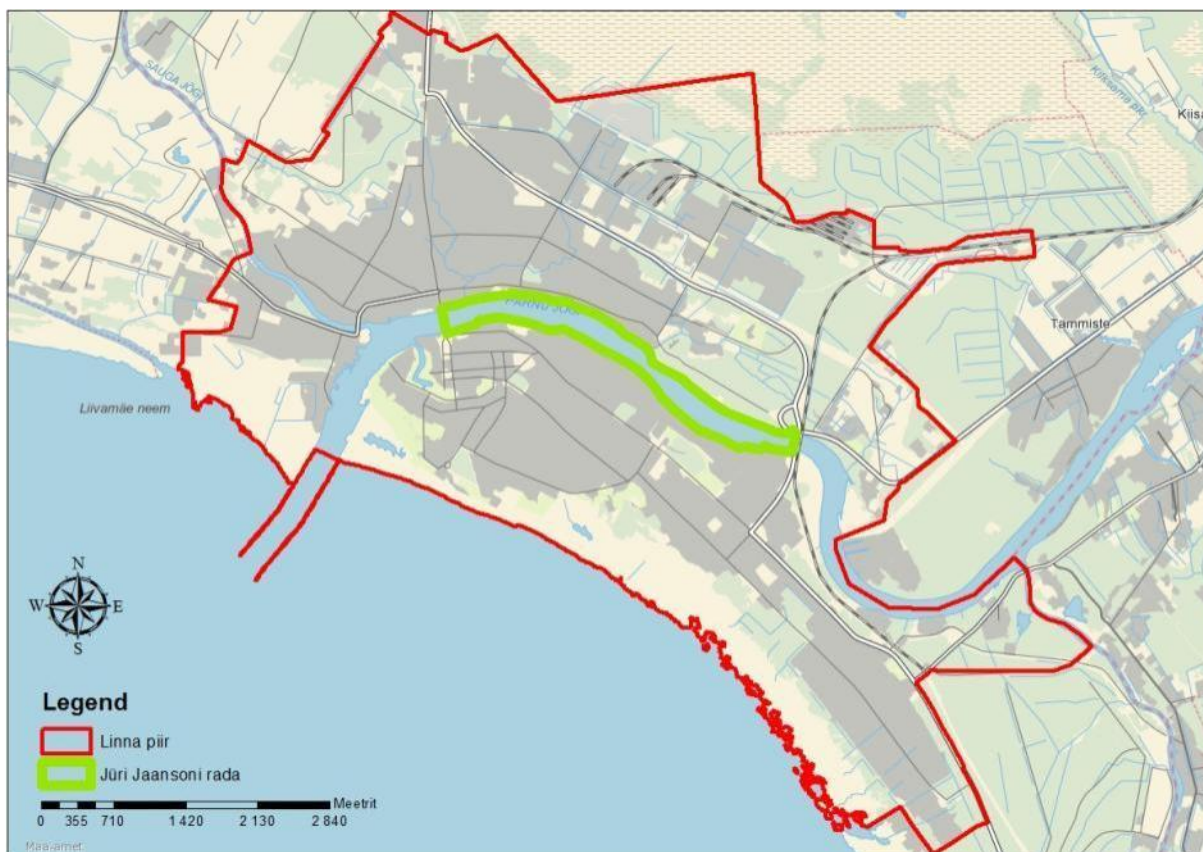 SAUGA JÕGI
Kiisa
PÄRNU JÕGI
Tammiste
Liivamäe neem
N
W E
S
Legend
Linna piir
Jüri Jaansoni rada
Meetrit
0 355 710 1 420 2 130 2 840
Maa-amet